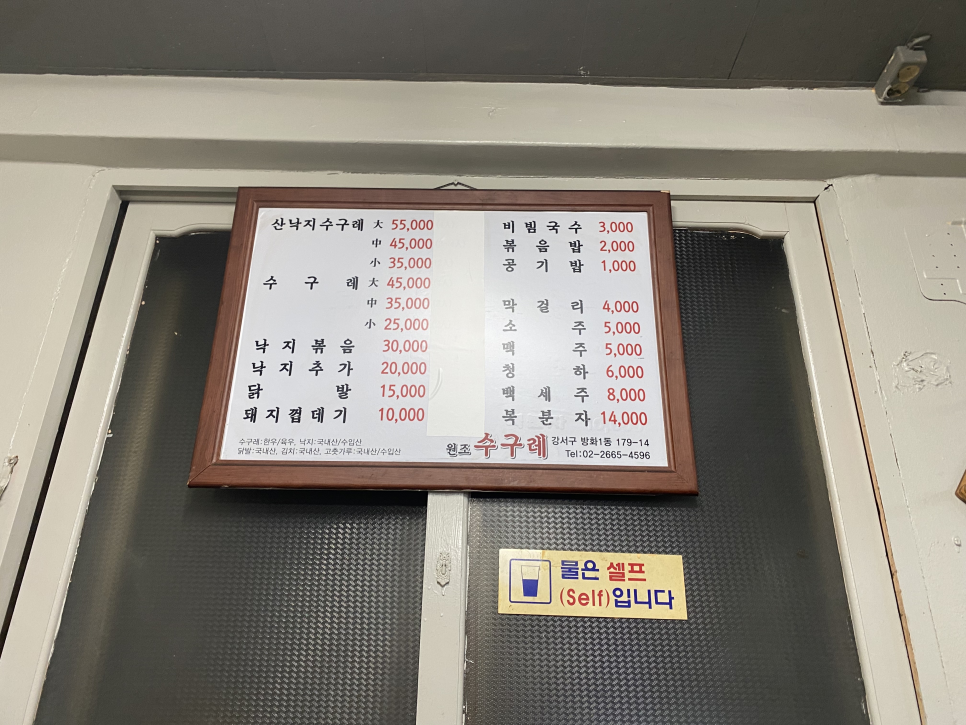 산낙지수구레 大 55,000
中 45,000
小 35,000
수구레 大 45,000
中 35,000
小 25,000
낙지볶음 30,000
낙지추가 20,000
닭발 15,000
돼지껍데기 10,000
수구레:한우/육우, 낙지:국내산/수입산
닭발:국내산, 김치:국내산, 고춧가루:국내산/수입산
비빔국수 3,000
볶음밥 2,000
공기밥 1,000
막걸리 4,000
소주 5,000
맥주 5,000
청하 6,000
백세주 8,000
복분자 14,000
원조 수구레 강서구 방화1동 179-14
Tel:02-2665-4596
물은 셀프
(Self)입니다